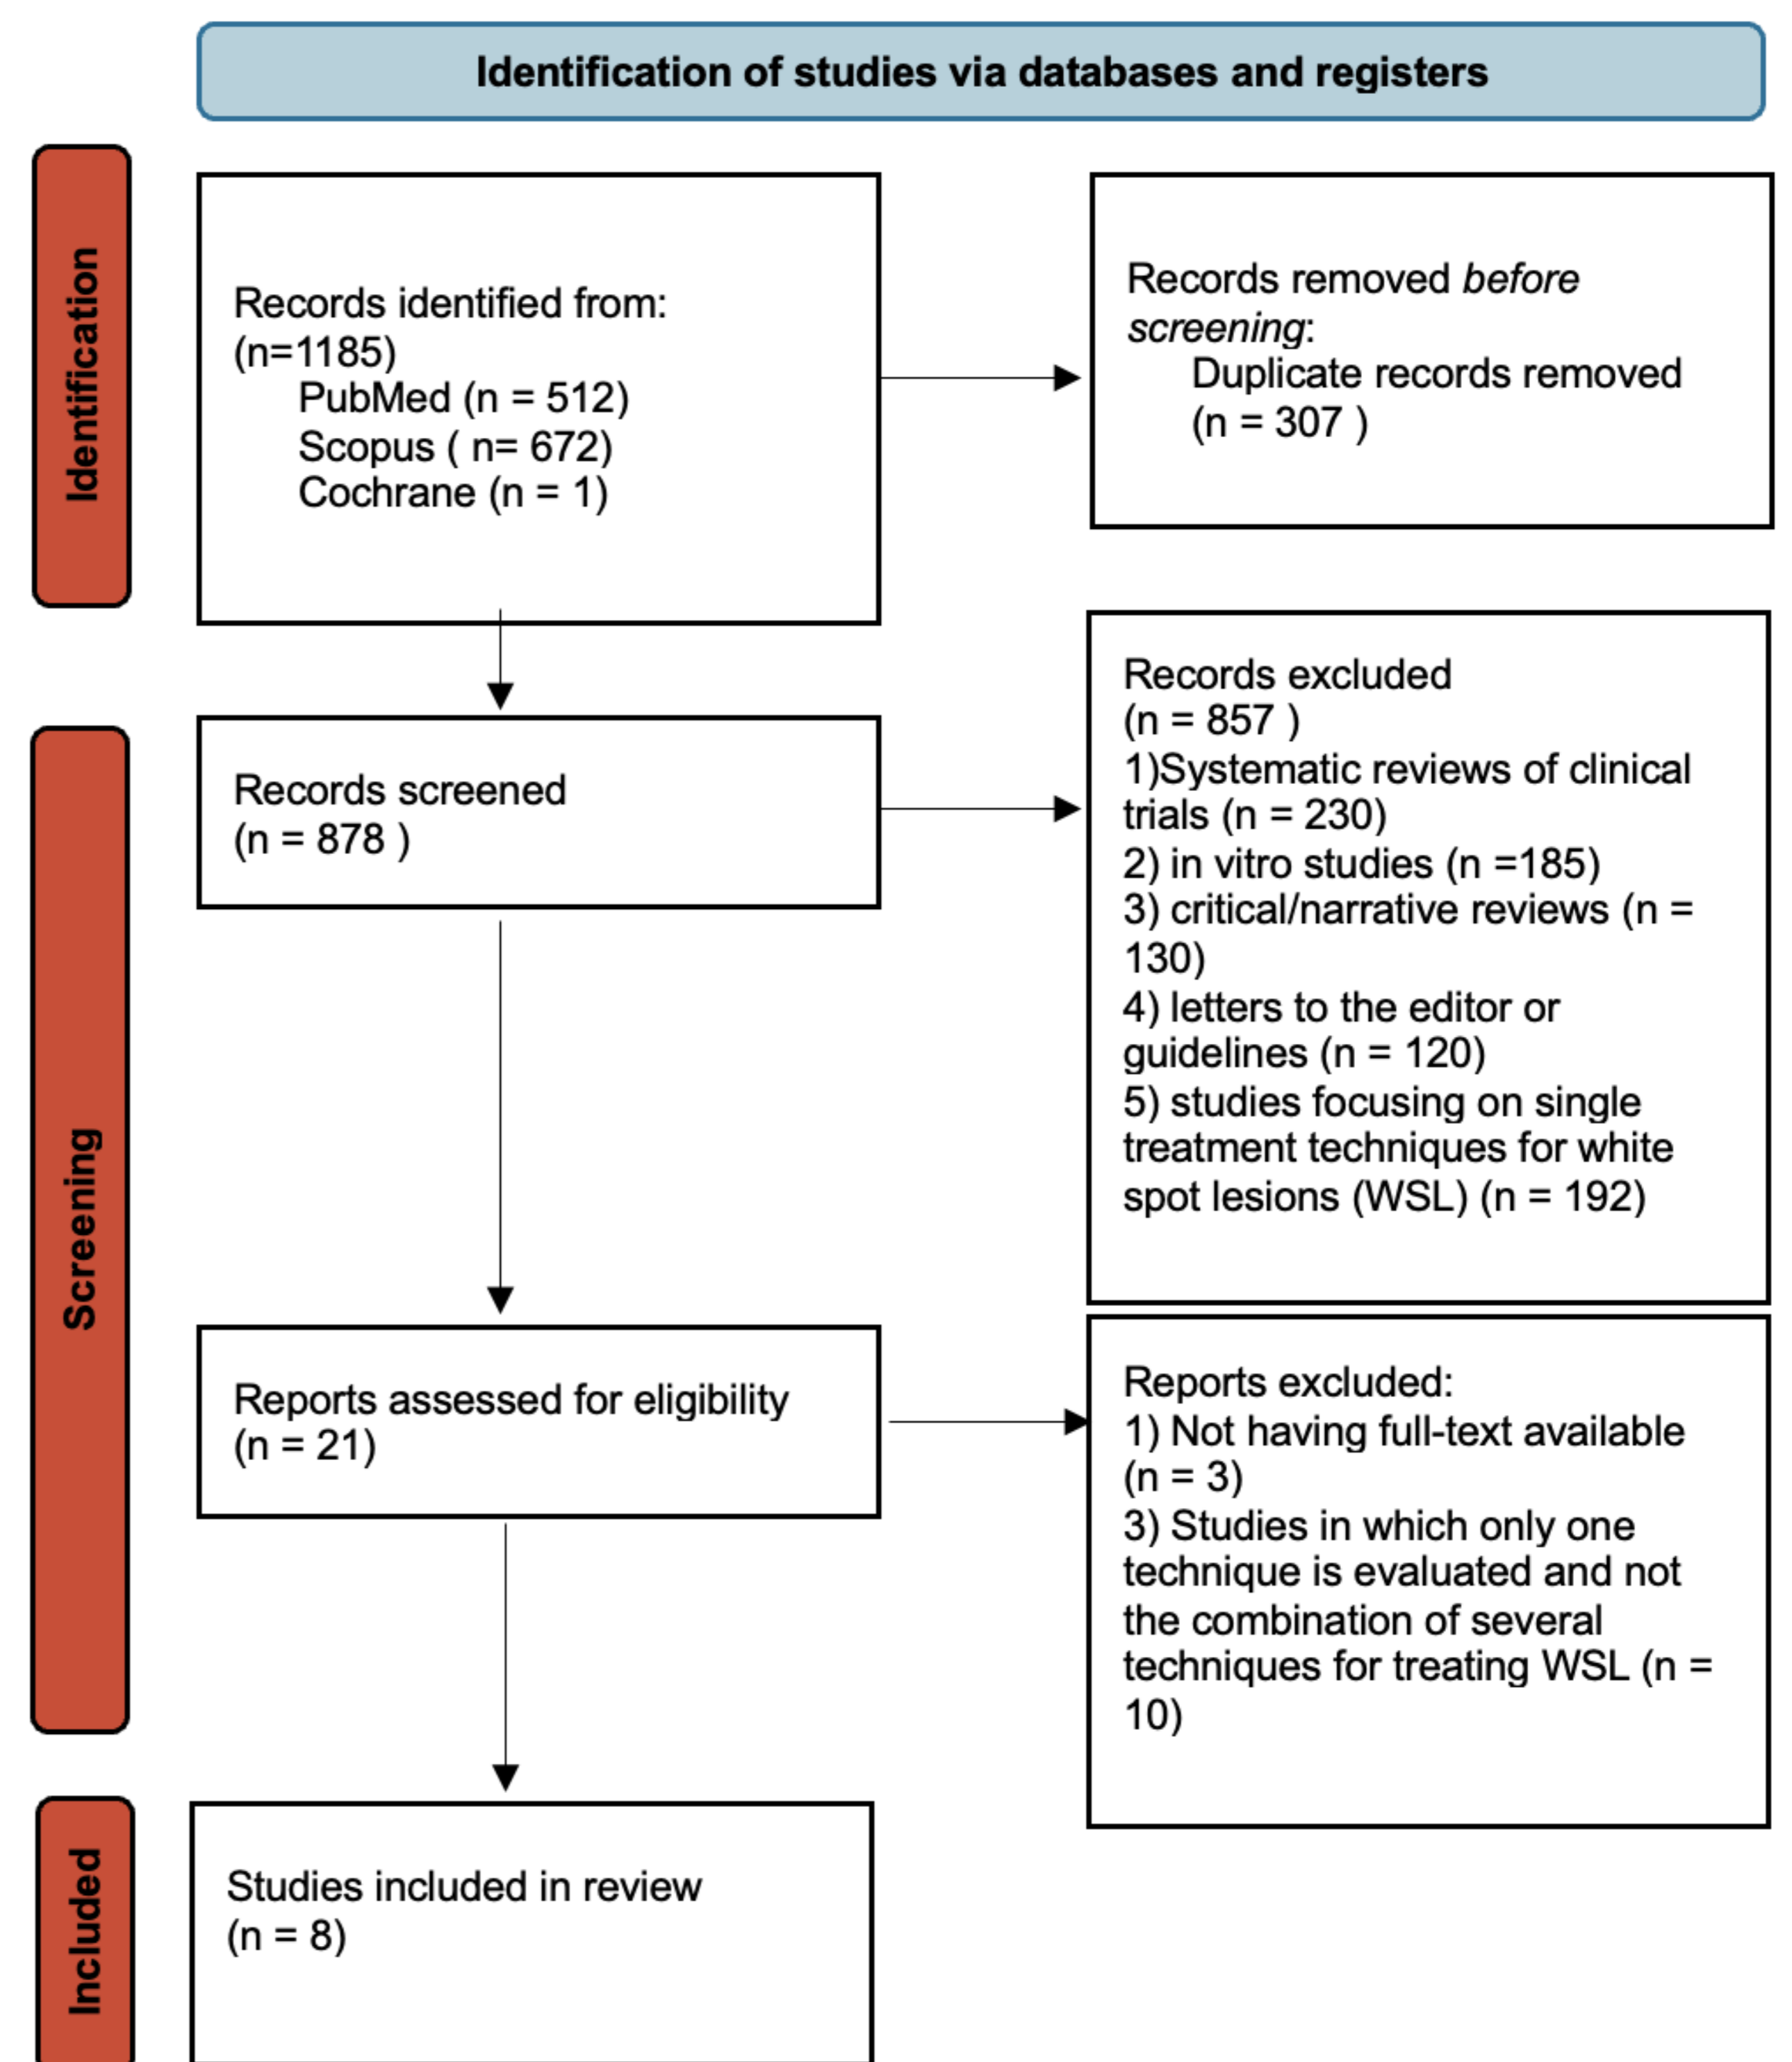 Identification of studies via databases and registers
Identification
Records identified from:
(n=1185)
PubMed (n = 512)
Scopus ( n= 672)
Cochrane (n = 1)
Records removed before
screening:
Duplicate records removed
(n = 307 )
Screening
Records screened
(n = 878 )
Records excluded
(n = 857 )
1)Systematic reviews of clinical
trials (n = 230)
2) in vitro studies (n =185)
3) critical/narrative reviews (n =
130)
4) letters to the editor or
guidelines (n = 120)
5) studies focusing on single
treatment techniques for white
spot lesions (WSL) (n = 192)
Reports assessed for eligibility
(n = 21)
Reports excluded:
1) Not having full-text available
(n = 3)
3) Studies in which only one
technique is evaluated and not
the combination of several
techniques for treating WSL (n =
10)
Included
Studies included in review
(n = 8)